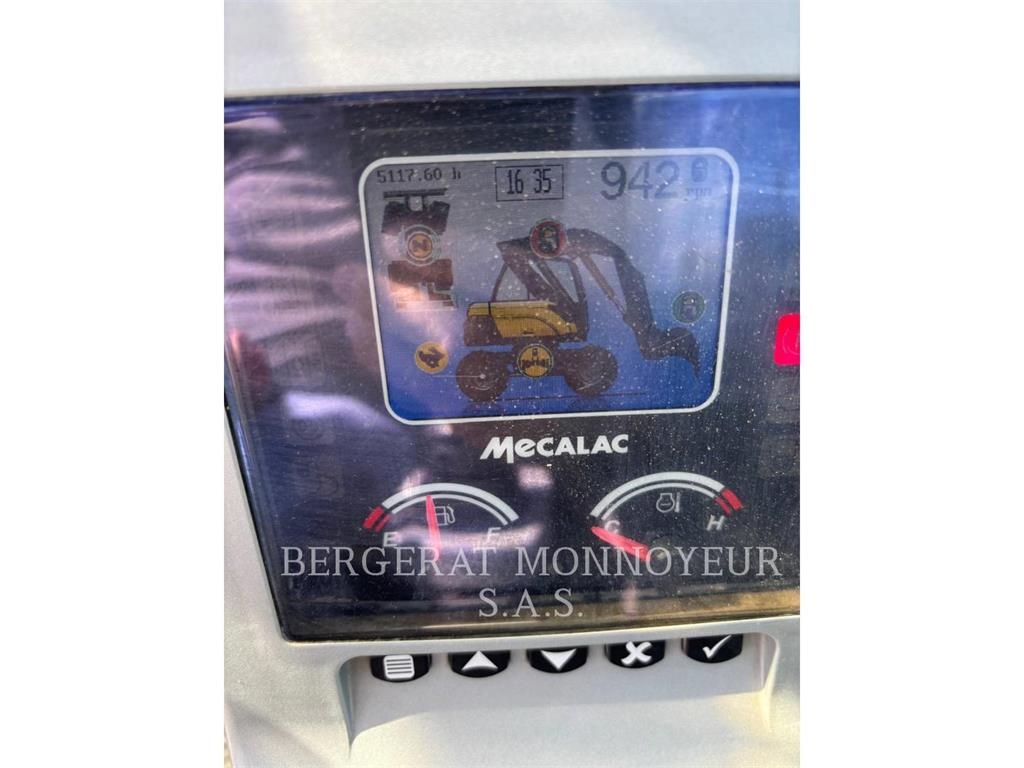 5117.60 h
16 35
942
rpm
N
MeCALAC
E
F
C
H
BERGERAT MONNOYEUR
S.A.S.